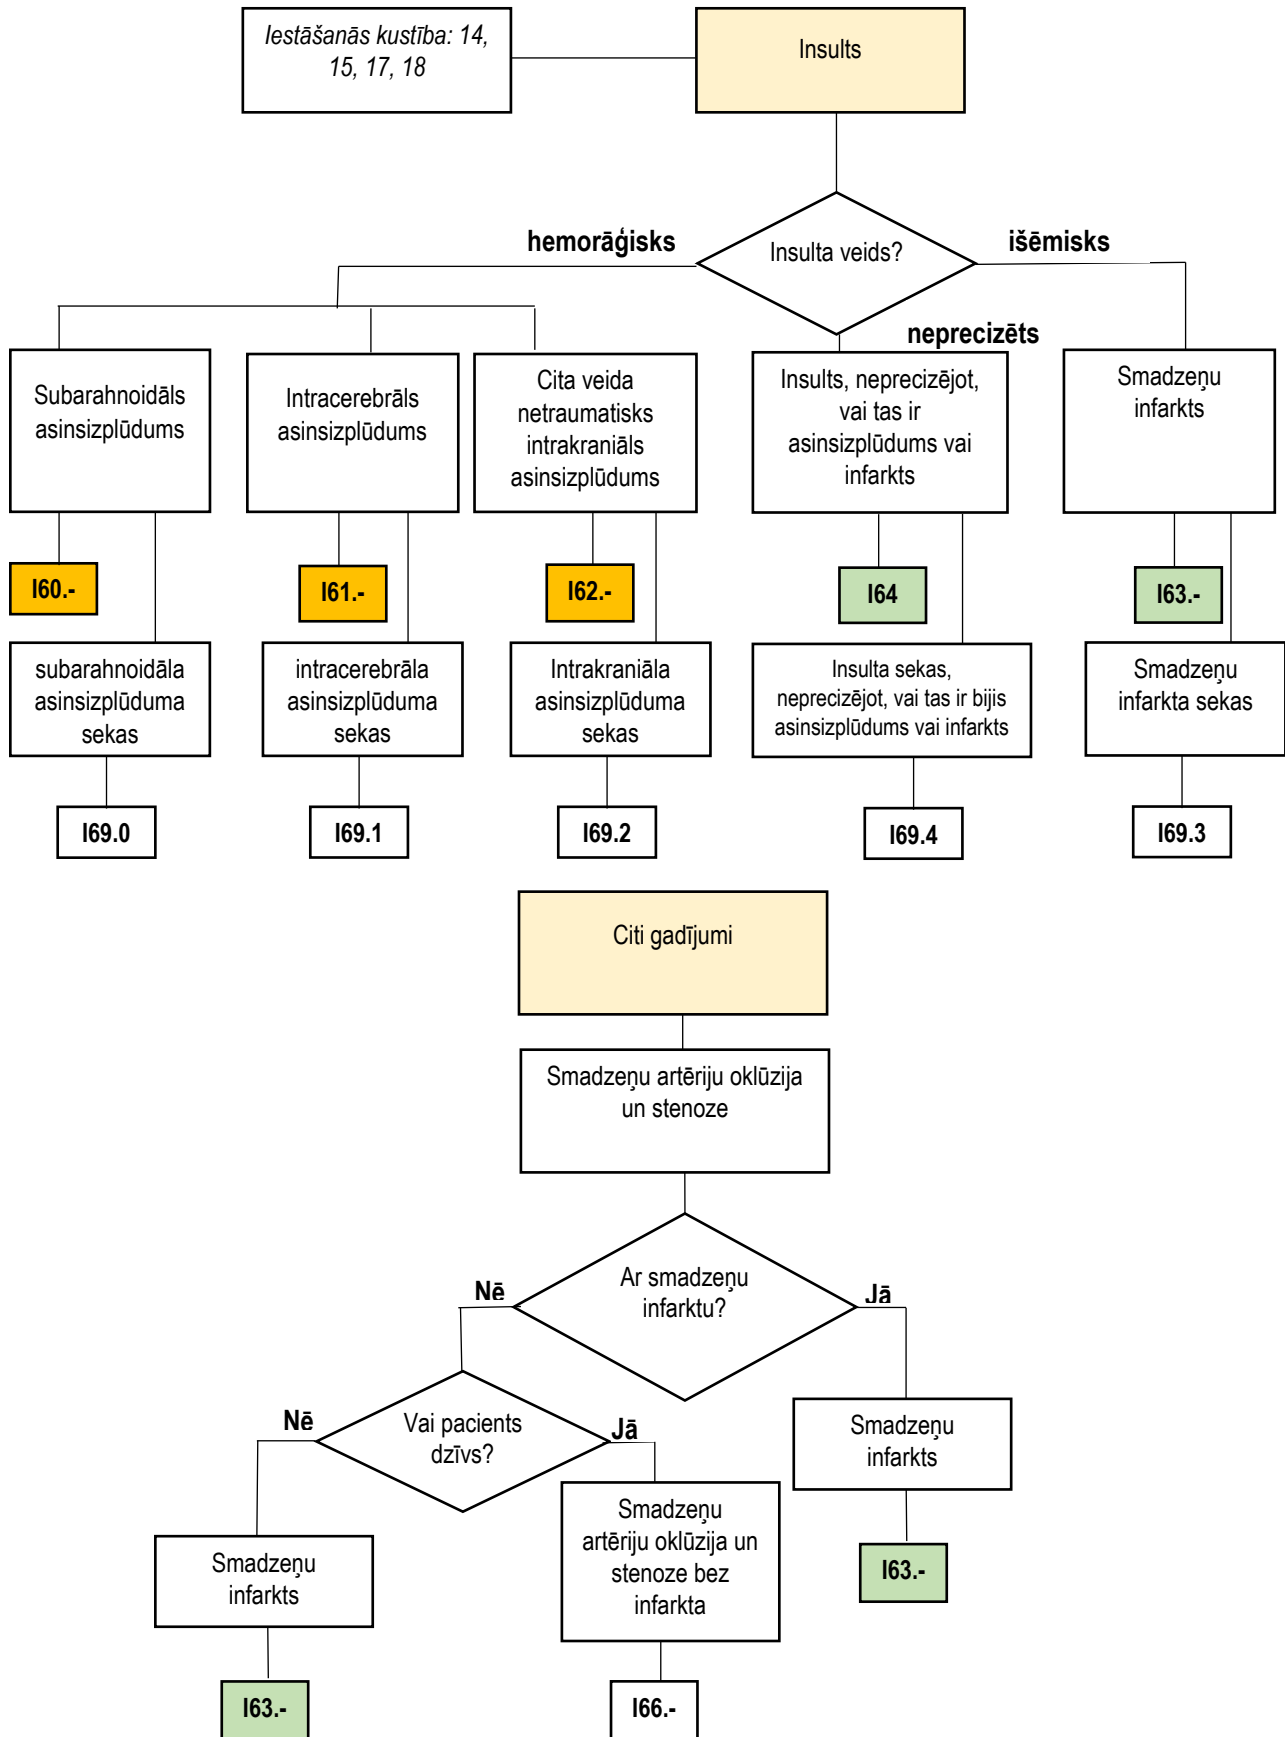 Iestāšanās kustība: 14,
15, 17, 18
Insults
Insulta veids?
hemorāģisks
išēmisks
neprecizēts
Subarahnoidāls
asinsizplūdums
Intracerebrāls
asinsizplūdums
Cita veida
netraumatisks
intrakraniāls
asinsizplūdums
Insults, neprecizējot,
vai tas ir
asinsizplūdums vai
infarkts
Smadzeņu
infarkts
I60.-
I61.-
I62.-
I64
I63.-
subarahnoidāla
asinsizplūduma
sekas
intracerebrāla
asinsizplūduma
sekas
Intrakraniāla
asinsizplūduma
sekas
Insulta sekas,
neprecizējot, vai tas ir bijis
asinsizplūdums vai infarkts
Smadzeņu
infarkta sekas
I69.0
I69.1
I69.2
I69.4
I69.3
Citi gadījumi
Smadzeņu artēriju oklūzija
un stenoze
Ar smadzeņu
infarktu?
Nē
Jā
Vai pacients
dzīvs?
Nē
Jā
Smadzeņu
infarkts
Smadzeņu
infarkts
Smadzeņu
artēriju oklūzija un
stenoze bez
infarkta
I63.-
I63.-
I66.-